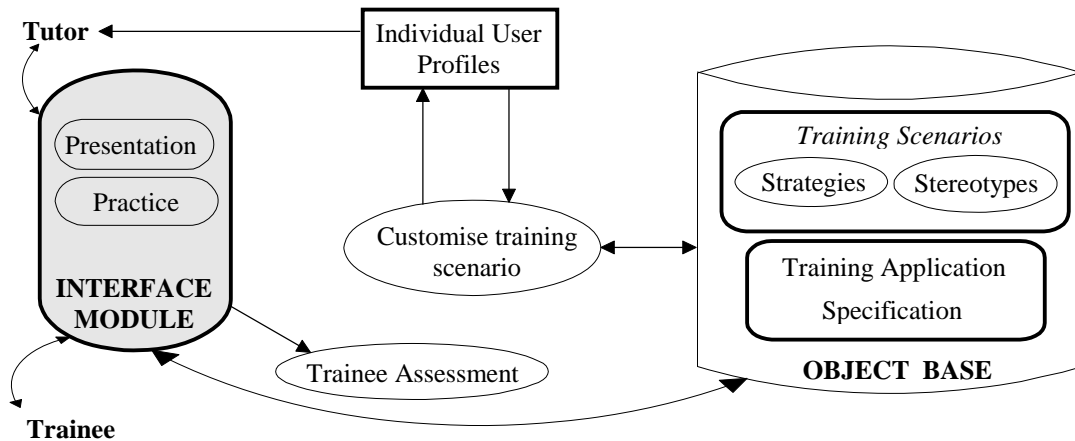 Tutor
Individual User
Profiles
Presentation
Practice
INTERFACE
MODULE
Customise training
scenario
Trainee Assessment
Trainee
Training Scenarios
Strategies
Stereotypes
Training Application
Specification
OBJECT BASE